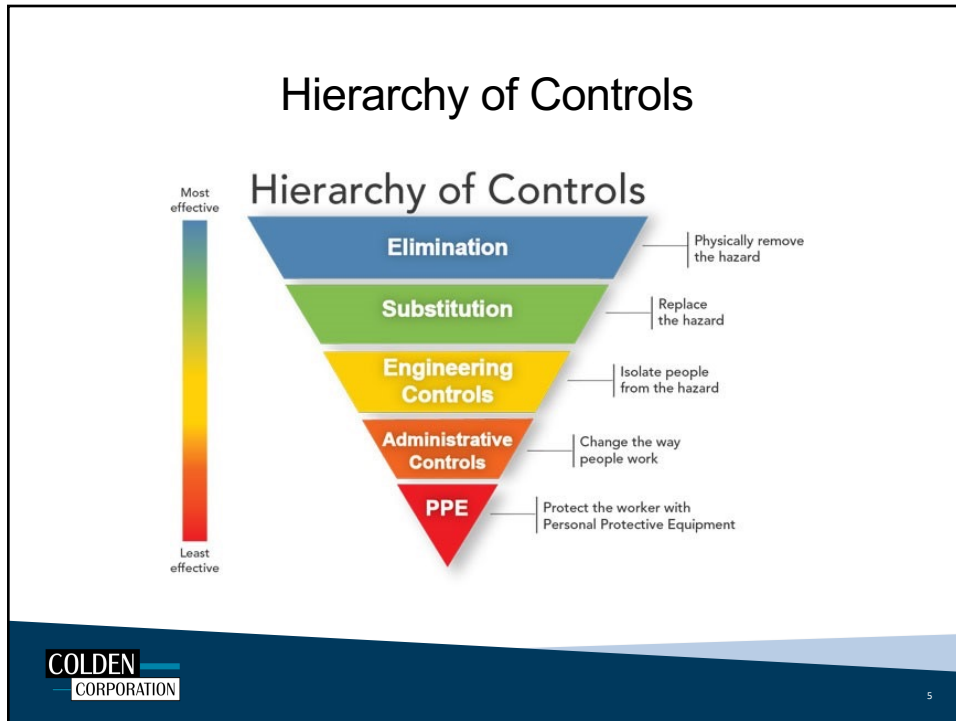 Hierarchy of Controls
Hierarchy of Controls
Most
effective
Elimination
Physically remove
the hazard
Substitution
Replace
the hazard
Engineering
Controls
Isolate people
from the hazard
Administrative
Controls
Change the way
people work
PPE
Protect the worker with
Personal Protective Equipment
Least
effective
COLDEN
CORPORATION
5